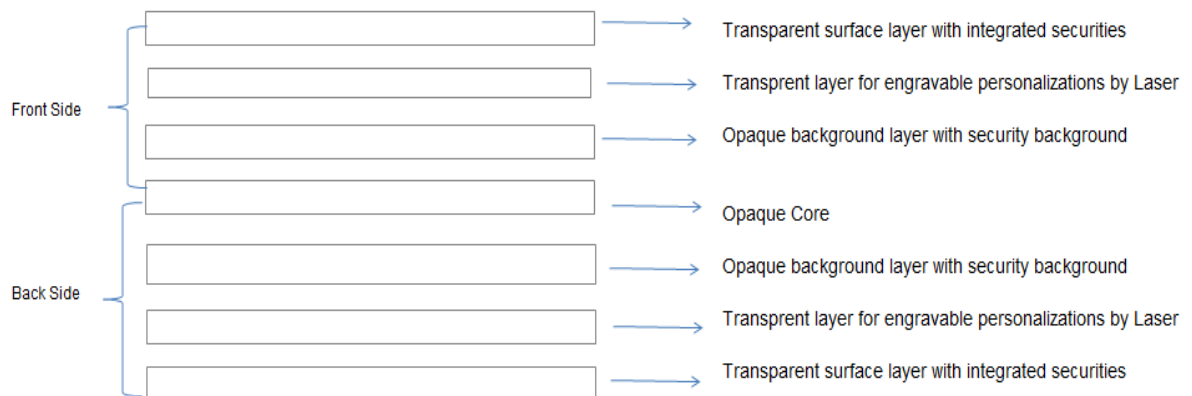 Transparent surface layer with integrated securities
Transprent layer for engravable personalizations by Laser
Front Side
Opaque background layer with security background
Opaque Core
Opaque background layer with security background
Back Side
Transprent layer for engravable personalizations by Laser
Transparent surface layer with integrated securities